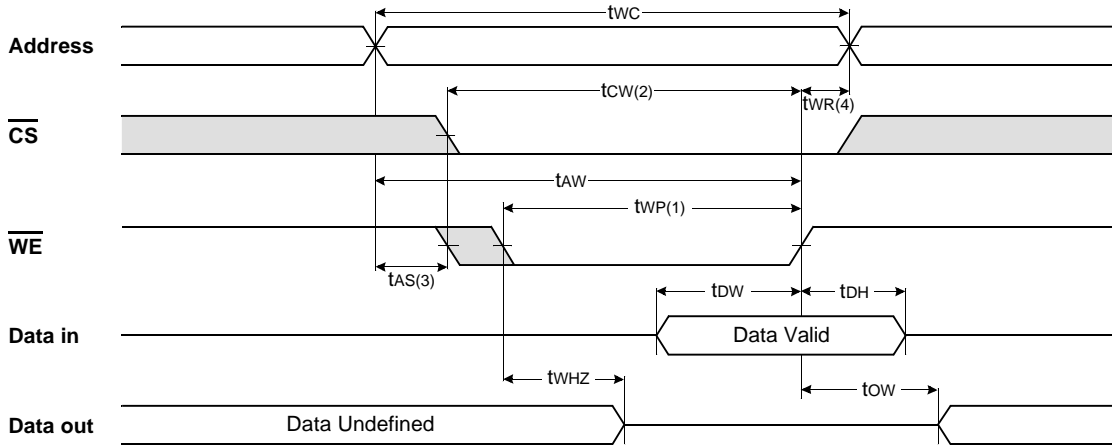 tWC
Address
tCW(2)
tWR(4)
CS
tAW
tWP(1)
WE
tAS(3)
tDW
tDH
Data in
Data Valid
tWHZ
tOW
Data out
Data Undefined